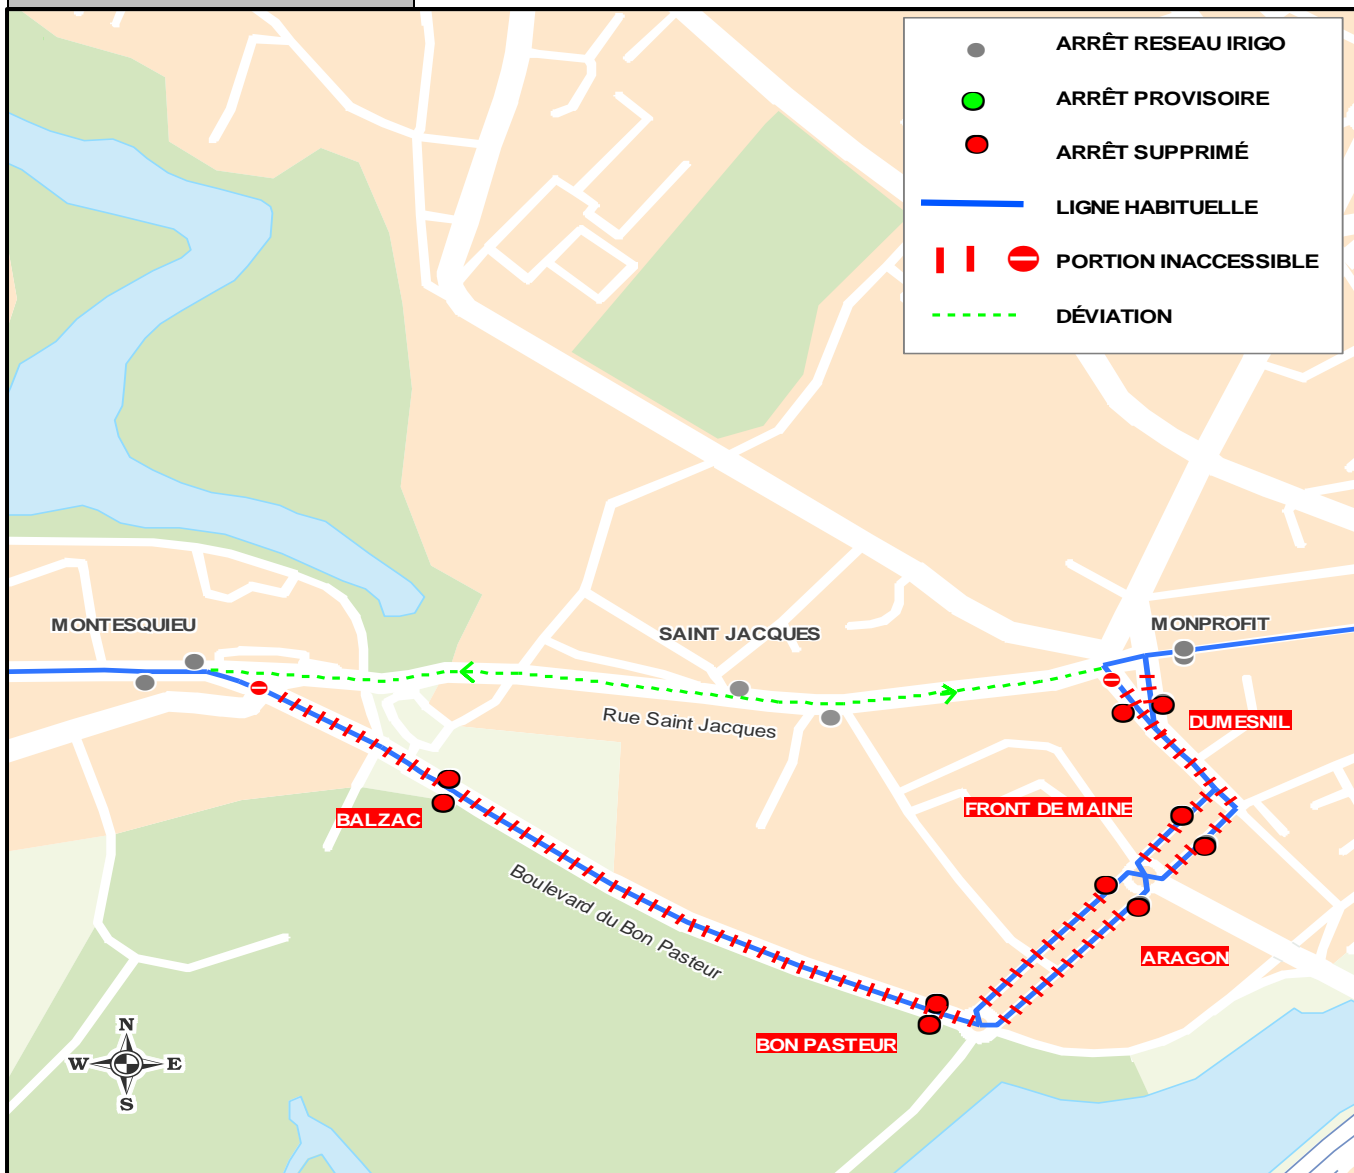 ARRÊT RESEAU IRIGO
ARRÊT PROVISOIRE
ARRÊT SUPPRIMÉ
LIGNE HABITUELLE
PORTION INACCESSIBLE
DÉVIATION
MONTESQUIEU
SAINT JACQUES
MONPROFIT
Rue Saint Jacques
DUMESNIL
FRONT DE MAINE
BALZAC
Boulevard du Bon Pasteur
ARAGON
BON PASTEUR
N
W E
S